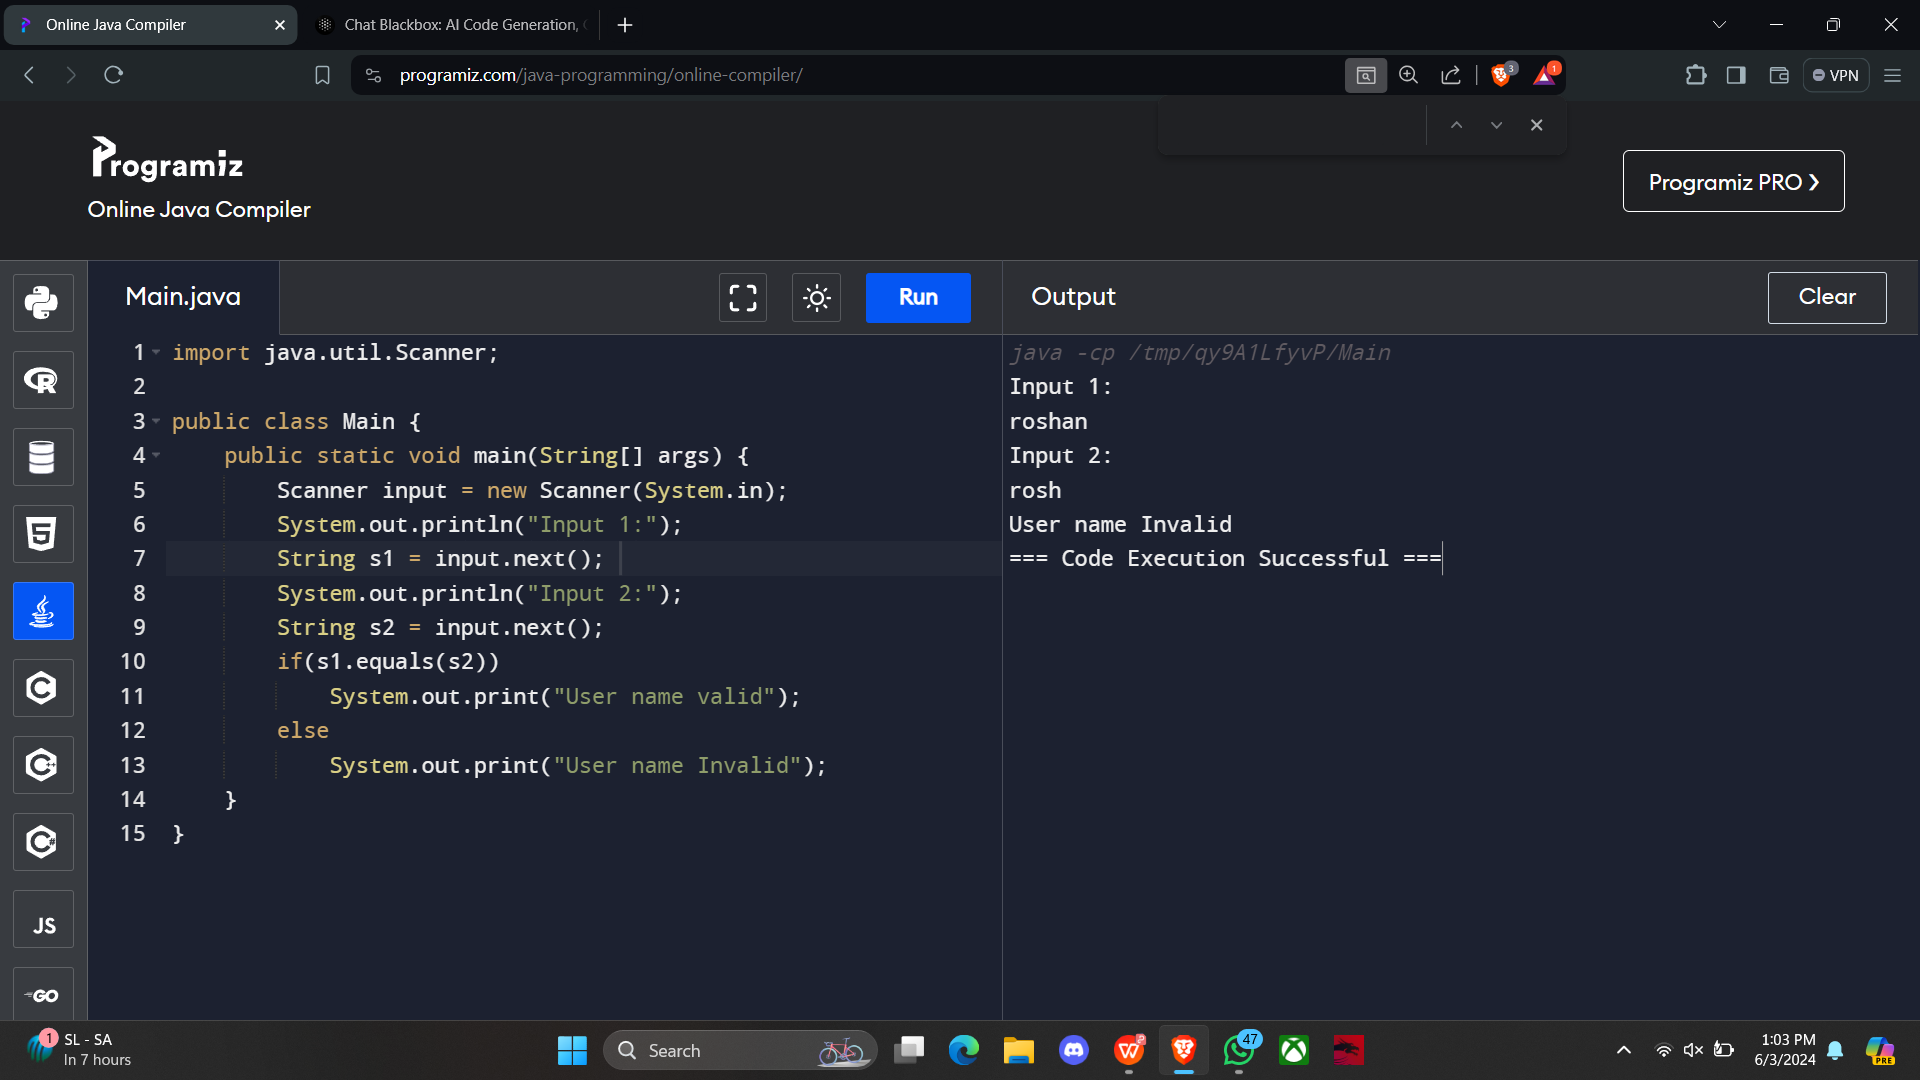 Online Java Compiler
Chat Blackbox: AI Code Generation,
programiz.com/java-programming/online-compiler/
3
1
VPN
Programiz
Online Java Compiler
Programiz PRO ❯
Main.java
Run
Output
Clear
1 import java.util.Scanner;
2
3 public class Main {
4 public static void main(String[] args) {
5 Scanner input = new Scanner(System.in);
6 System.out.println("Input 1:");
7 String s1 = input.next();
8 System.out.println("Input 2:");
9 String s2 = input.next();
10 if(s1.equals(s2))
11 System.out.print("User name valid");
12 else
13 System.out.print("User name Invalid");
14 }
15 }
java -cp /tmp/qy9A1LfyvP/Main
Input 1:
roshan
Input 2:
rosh
User name Invalid
=== Code Execution Successful ===
R
5
C
C++
C#
JS
GO
1
SL - SA
In 7 hours
Search
W
47
PRE
1:03 PM
6/3/2024